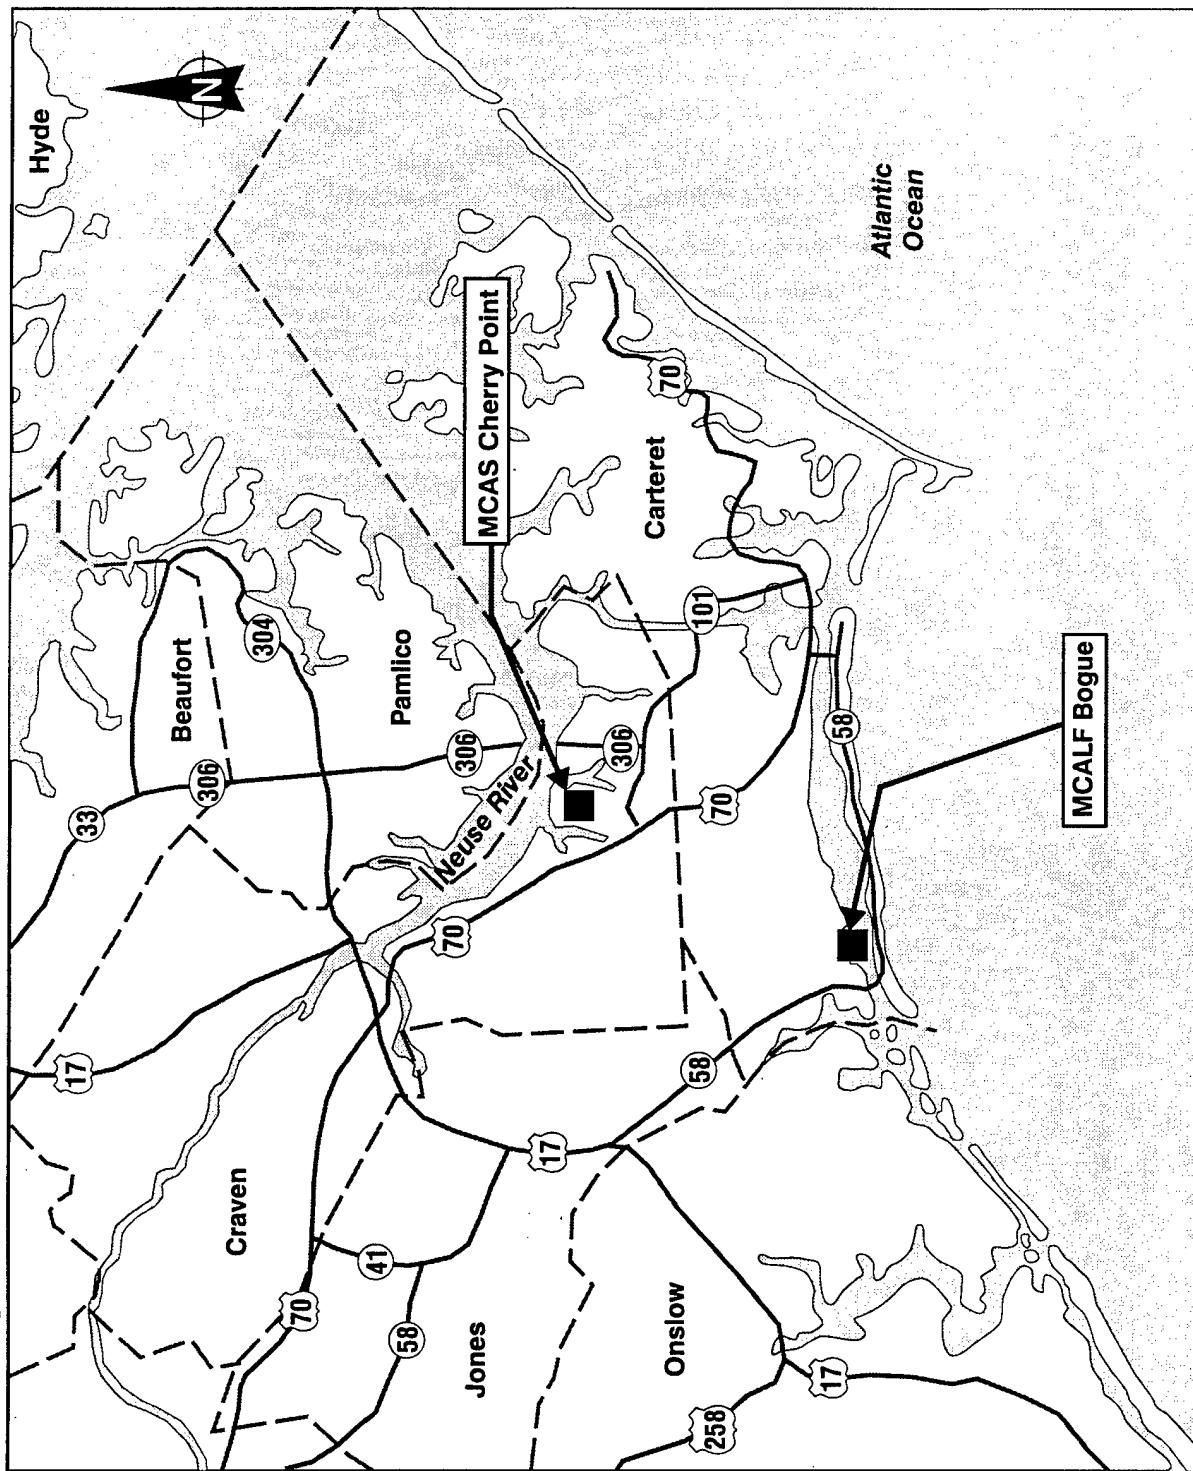 Hyde
17
33
Beaufort
306
N
Craven
304
70
41
Pamlico
58
70
306
Jones
Neuse River
MCAS Cherry Point
17
306
Carteret
70
Onslow
58
101
258
70
17
58
Atlantic
Ocean
MCALF Bogue